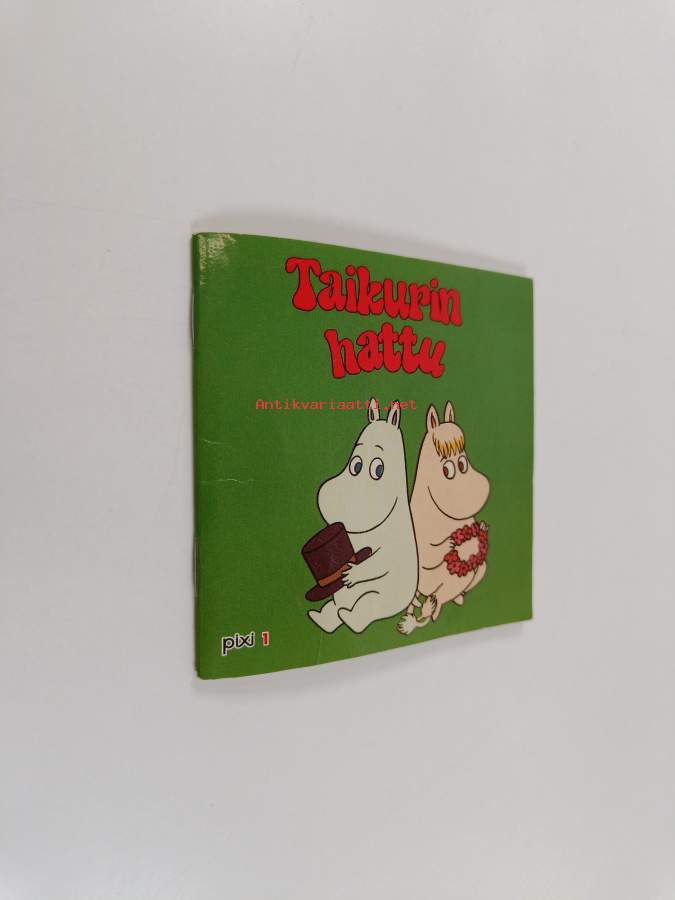 Taikurin
hattu
Antikvariaatti.net
pixi 1